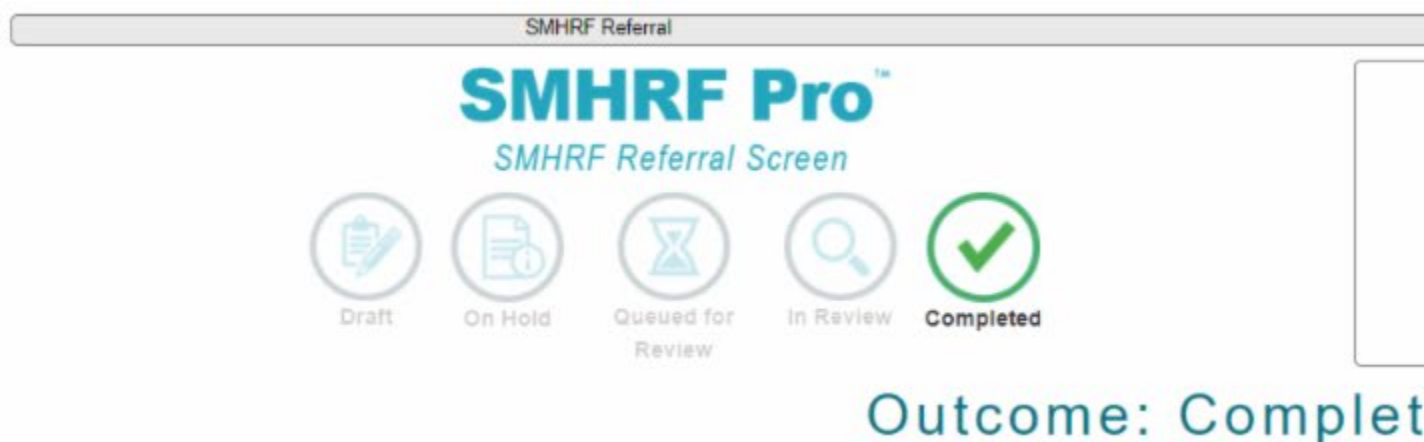 SMHRF Referral
SMHRF Pro™
SMHRF Referral Screen
Draft
On Hold
Queued for
Review
In Review
Completed
Outcome: Complet